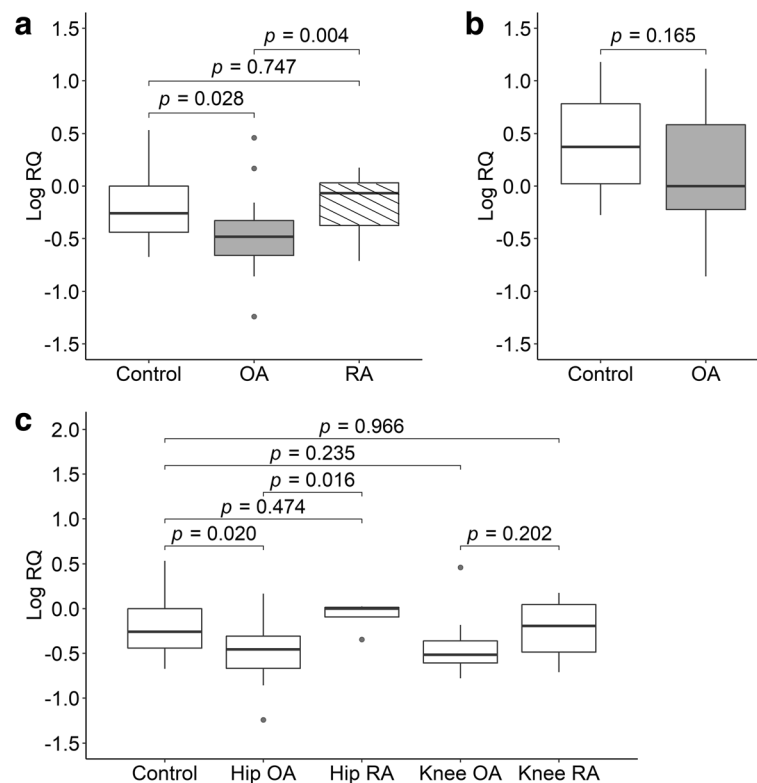 a
1.5
1.0
0.5
0.0
-0.5
-1.0
-1.5
Log RQ
p = 0.004
p = 0.747
p = 0.028
Control OA RA
b
1.5
1.0
0.5
0.0
-0.5
-1.0
-1.5
Log RQ
p = 0.165
Control OA
c
2.0
1.5
1.0
0.5
0.0
-0.5
-1.0
-1.5
Log RQ
p = 0.966
p = 0.235
p = 0.016
p = 0.474
p = 0.020
p = 0.202
Control Hip OA Hip RA Knee OA Knee RA